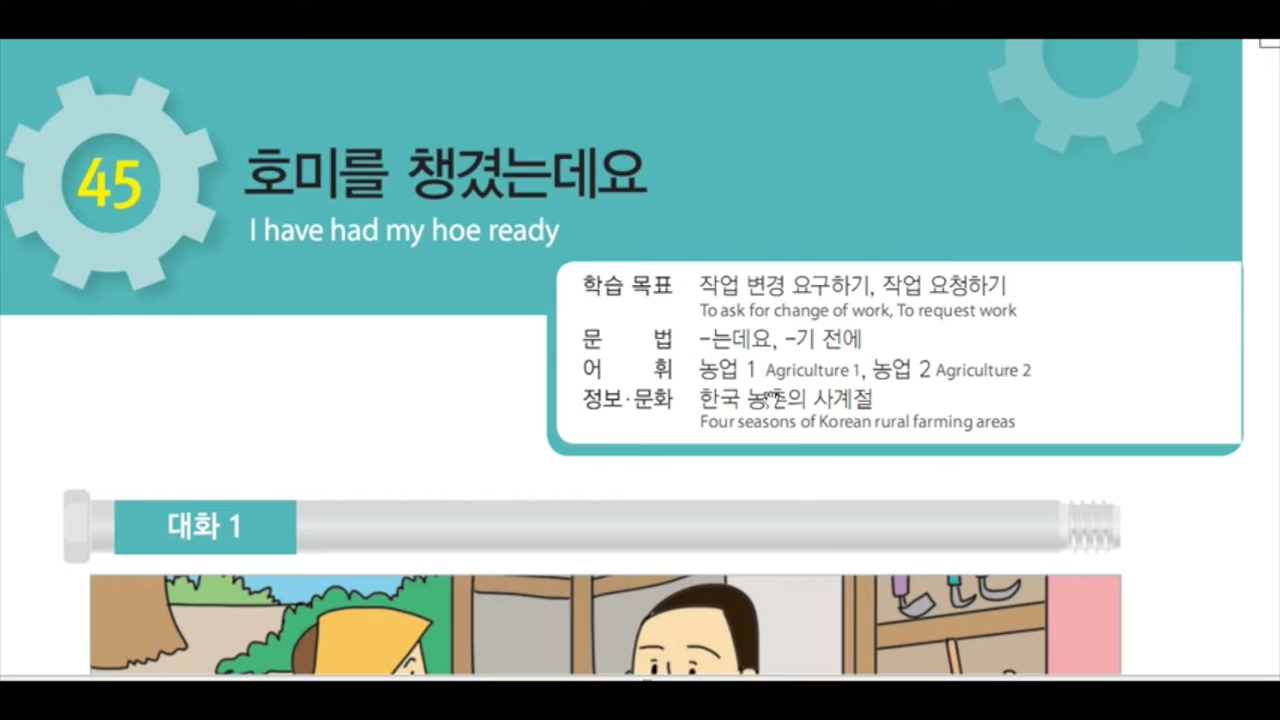 45
호미를 챙겼는데요
I have had my hoe ready
학습 목표 작업 변경 요구하기, 작업 요청하기
To ask for change of work, To request work
문 법 –는데요, –기 전에
어 휘 농업 1 Agriculture 1, 농업 2 Agriculture 2
정보·문화 한국 농촌의 사계절
Four seasons of Korean rural farming areas
대화 1